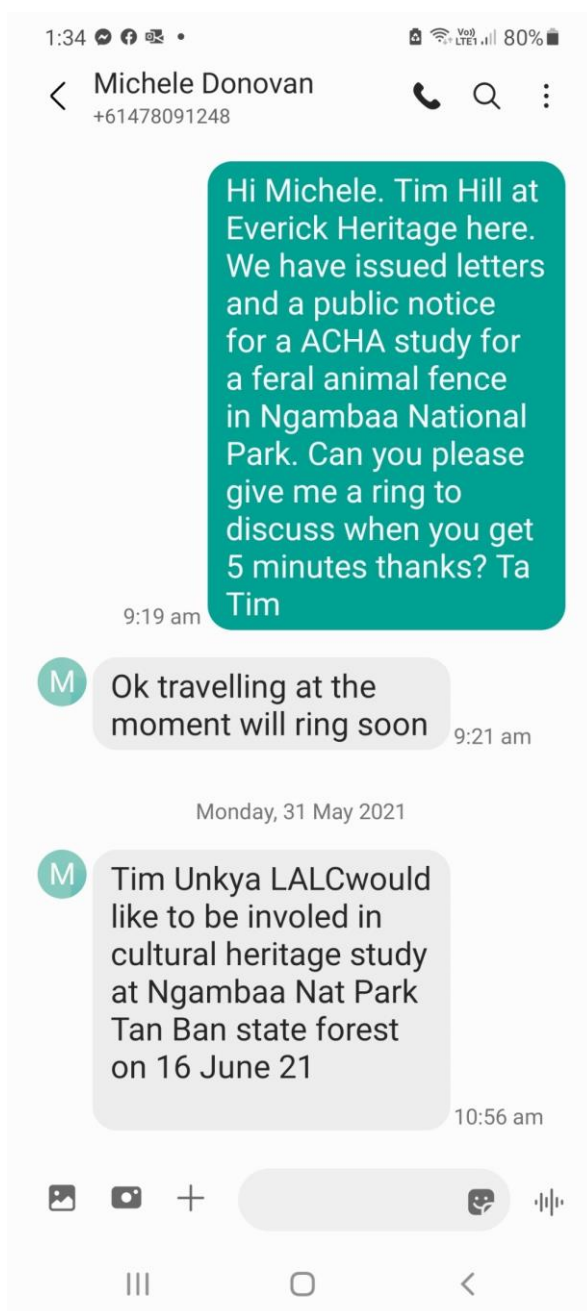 1:34
Vo)) LTE1 80%
Michele Donovan
+61478091248
Hi Michele. Tim Hill at
Everick Heritage here.
We have issued letters
and a public notice
for a ACHA study for
a feral animal fence
in Ngambaa National
Park. Can you please
give me a ring to
discuss when you get
5 minutes thanks? Ta
Tim
9:19 am
M
Ok travelling at the
moment will ring soon
9:21 am
Monday, 31 May 2021
M
Tim Unkya LALCwould
like to be involed in
cultural heritage study
at Ngambaa Nat Park
Tan Ban state forest
on 16 June 21
10:56 am